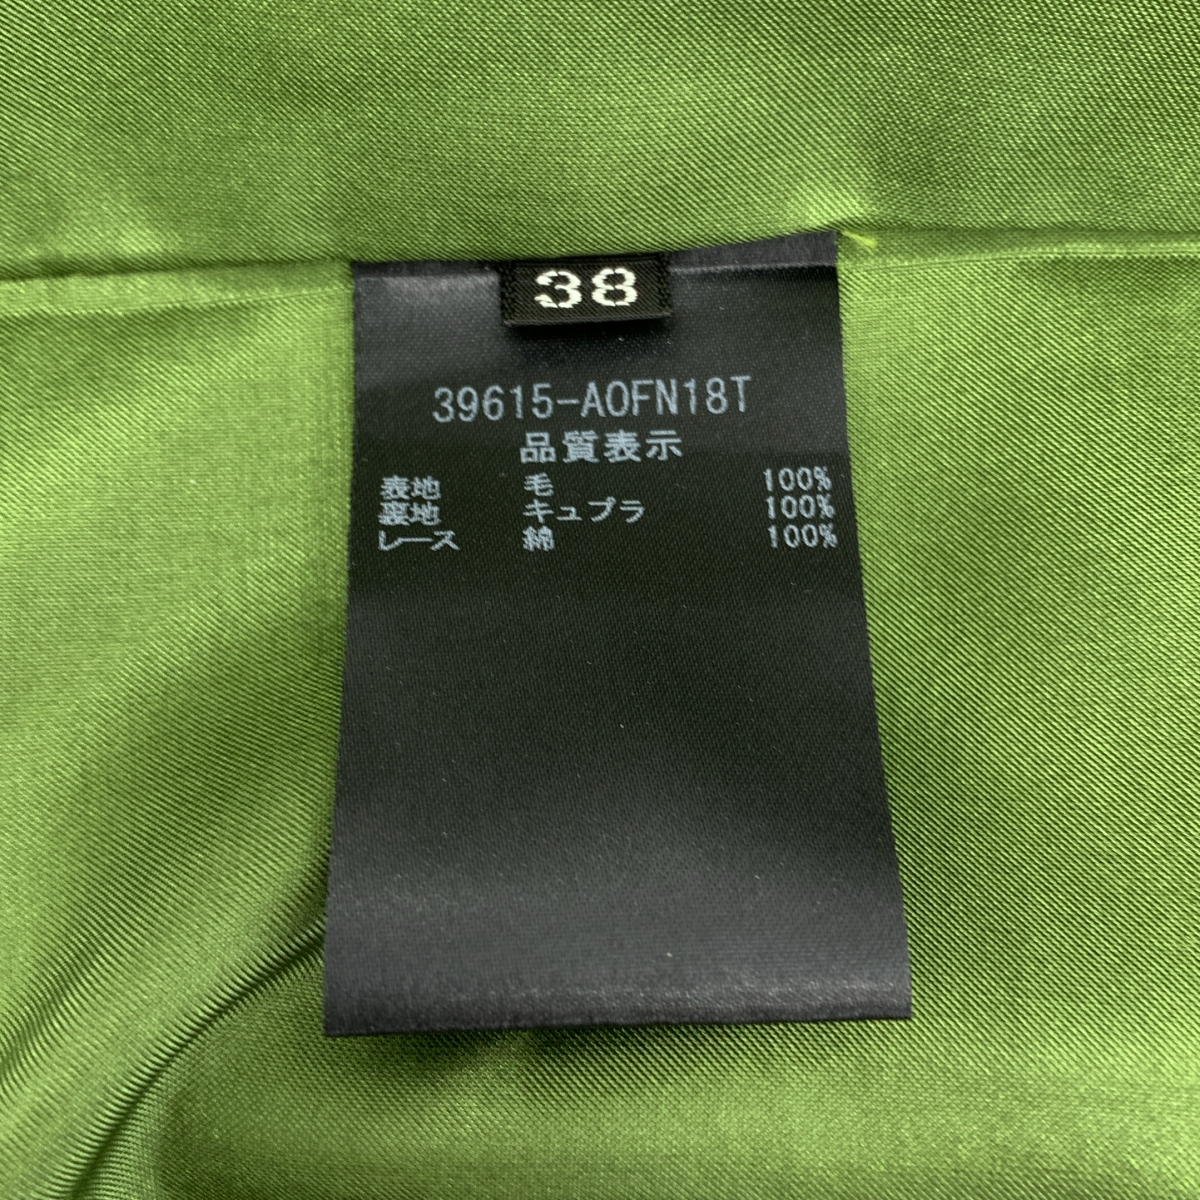 38
39615-AOFN18T
品質表示
表地 毛 100%
裏地 キュプラ 100%
レース 綿 100%